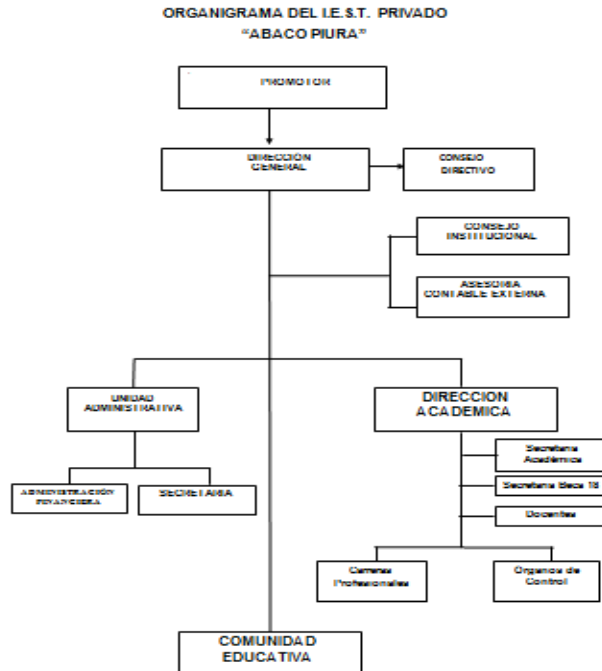 ORGANIGRAMA DEL I.E.S.T. PRIVADO
“ABACO PIURA”
PROMOTOR
DIRECCIÓN
GENERAL
CONSEJO
DIRECTIVO
CONSEJO
INSTITUCIONAL
ASESORIA
CONTABLE EXTERNA
UNIDAD
ADMINISTRATIVA
DIRECCION
ACADEMICA
Secretaria
Académica
ADMINISTRACIÓN
FINANCIERA
SECRETARIA
Secretaria Beca 18
Docentes
Carreras
Profesionales
Organos de
Control
COMUNIDAD
EDUCATIVA